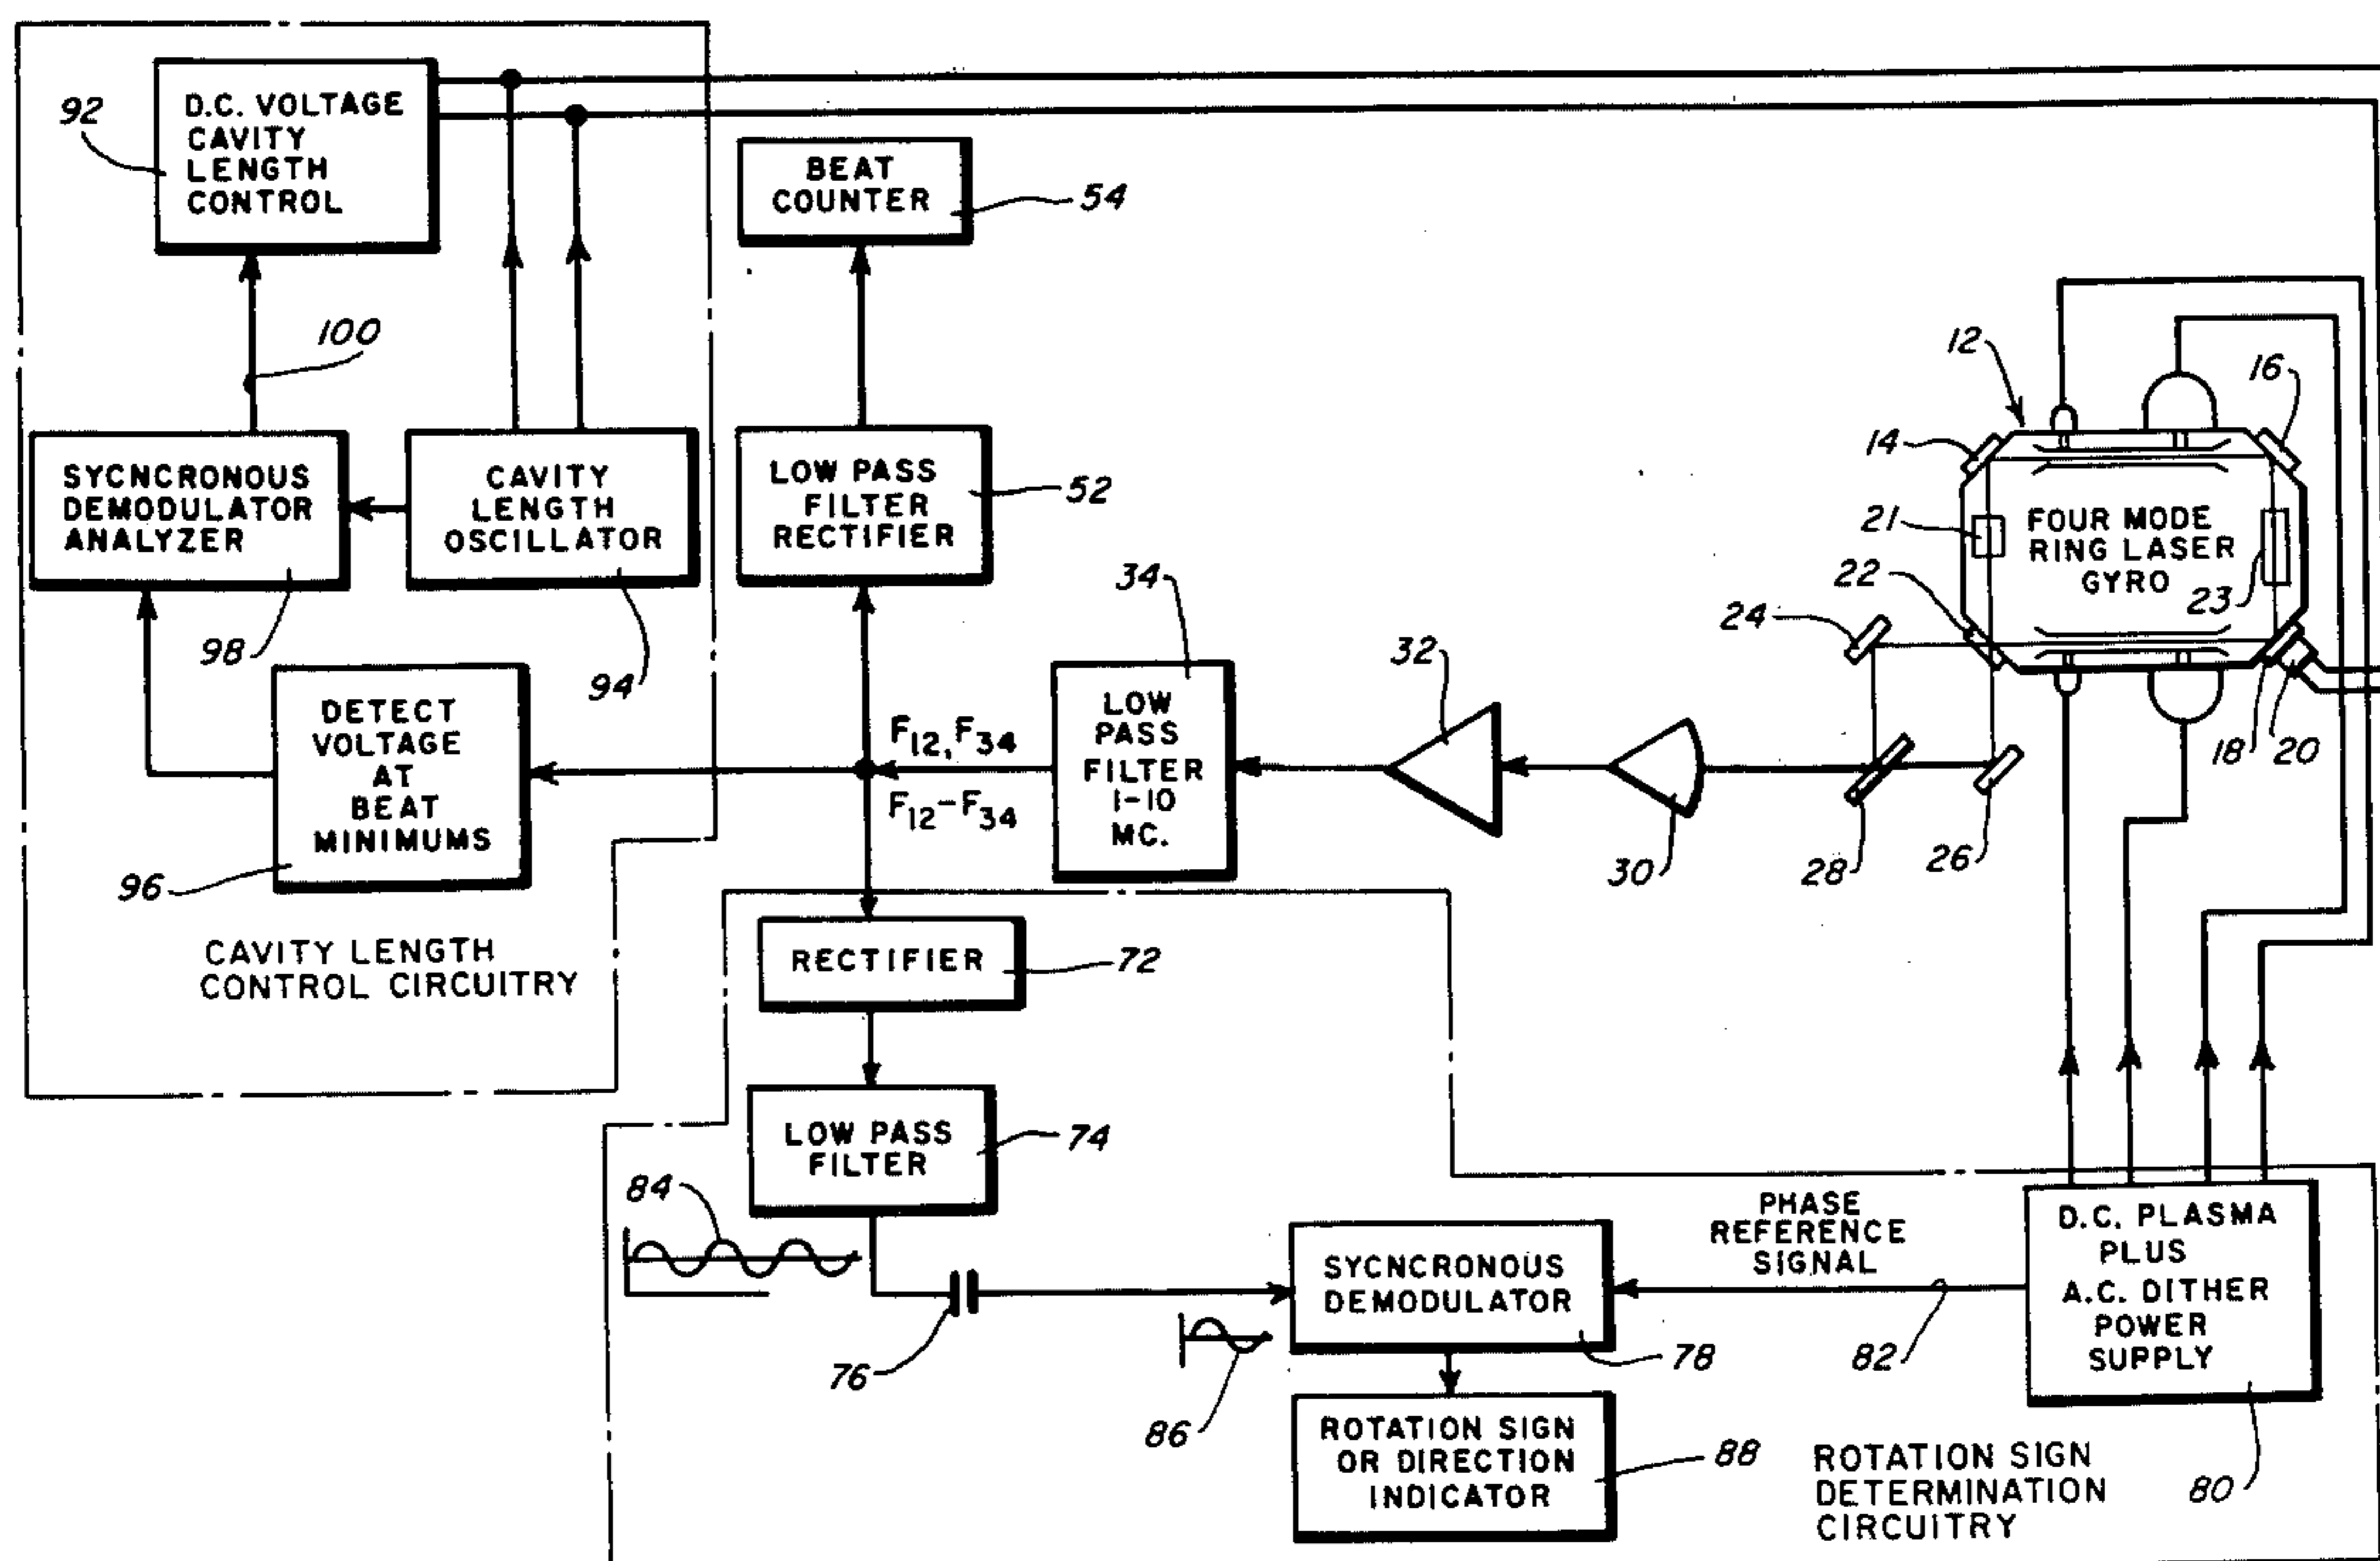 92
D.C. VOLTAGE
CAVITY
LENGTH
CONTROL
100
SYCNCRONOUS
DEMODULATOR
ANALYZER
98
CAVITY
LENGTH
OSCILLATOR
94
DETECT
VOLTAGE
AT
BEAT
MINIMUMS
96
CAVITY LENGTH
CONTROL CIRCUITRY
BEAT
COUNTER
54
LOW PASS
FILTER
RECTIFIER
52
F12, F34
F12-F34
34
LOW
PASS
FILTER
1-10
MC.
32
30
28
26
24
22
21
14
12
16
FOUR MODE
RING LASER
GYRO
23
18
20
RECTIFIER
72
LOW PASS
FILTER
74
84
76
86
SYCNCRONOUS
DEMODULATOR
78
PHASE
REFERENCE
SIGNAL
82
D.C. PLASMA
PLUS
A.C. DITHER
POWER
SUPPLY
80
ROTATION SIGN
OR DIRECTION
INDICATOR
88
ROTATION SIGN
DETERMINATION
CIRCUITRY